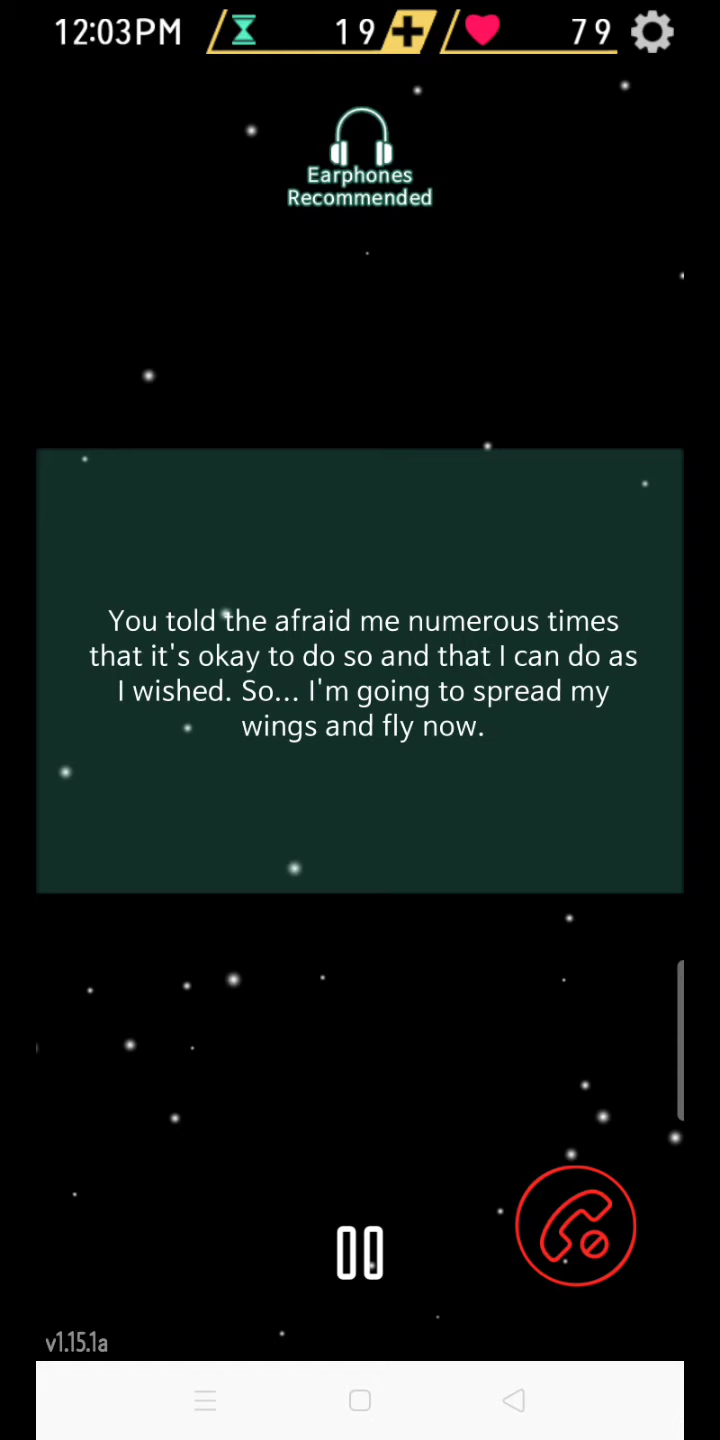 12:03PM 19 79
Earphones
Recommended
You told the afraid me numerous times
that it's okay to do so and that I can do as
I wished. So... I'm going to spread my
wings and fly now.
v1.15.1a